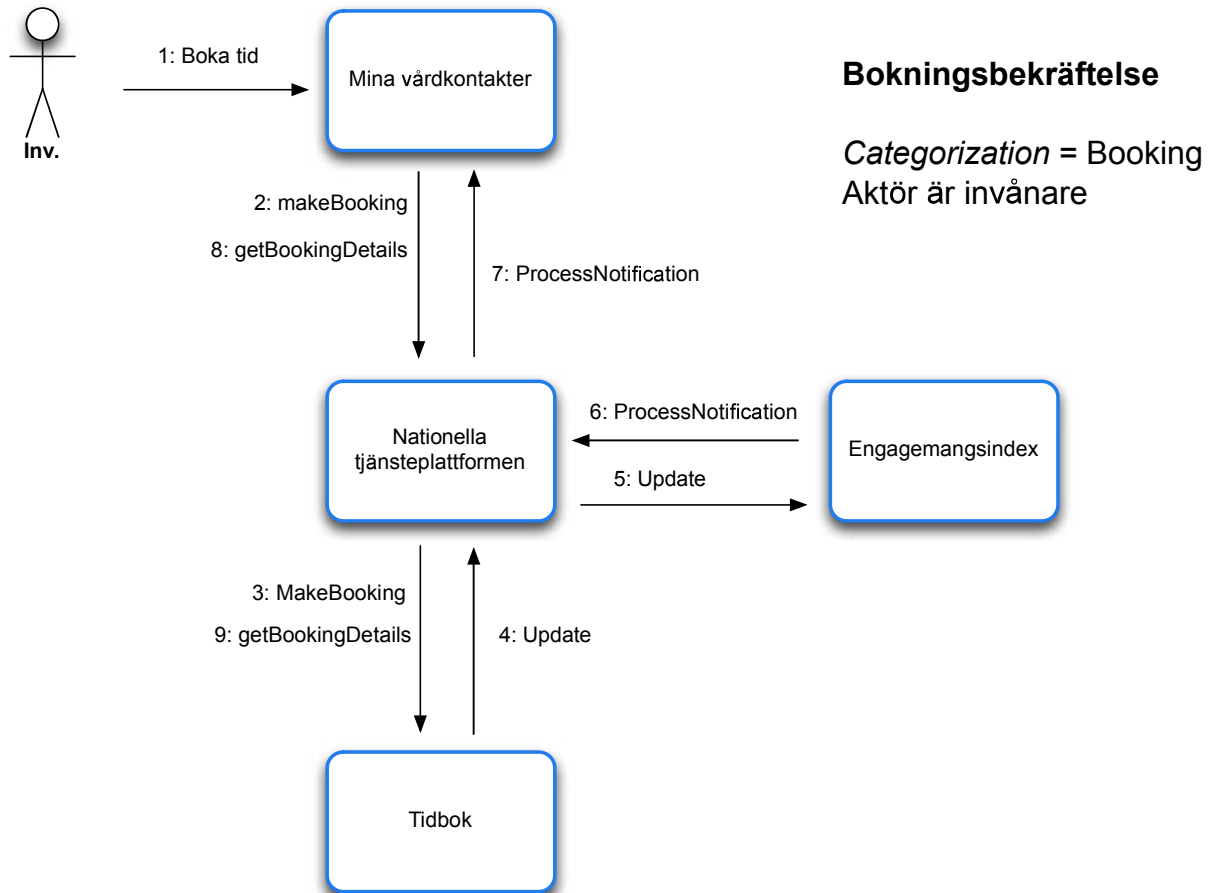 1: Boka tid
Inv.
Mina vårdkontakter
Bokningsbekräftelse
Categorization = Booking
Aktör är invånare
2: makeBooking
8: getBookingDetails
7: ProcessNotification
Nationella
tjänsteplattformen
6: ProcessNotification
5: Update
Engagemangsindex
3: MakeBooking
9: getBookingDetails
4: Update
Tidbok